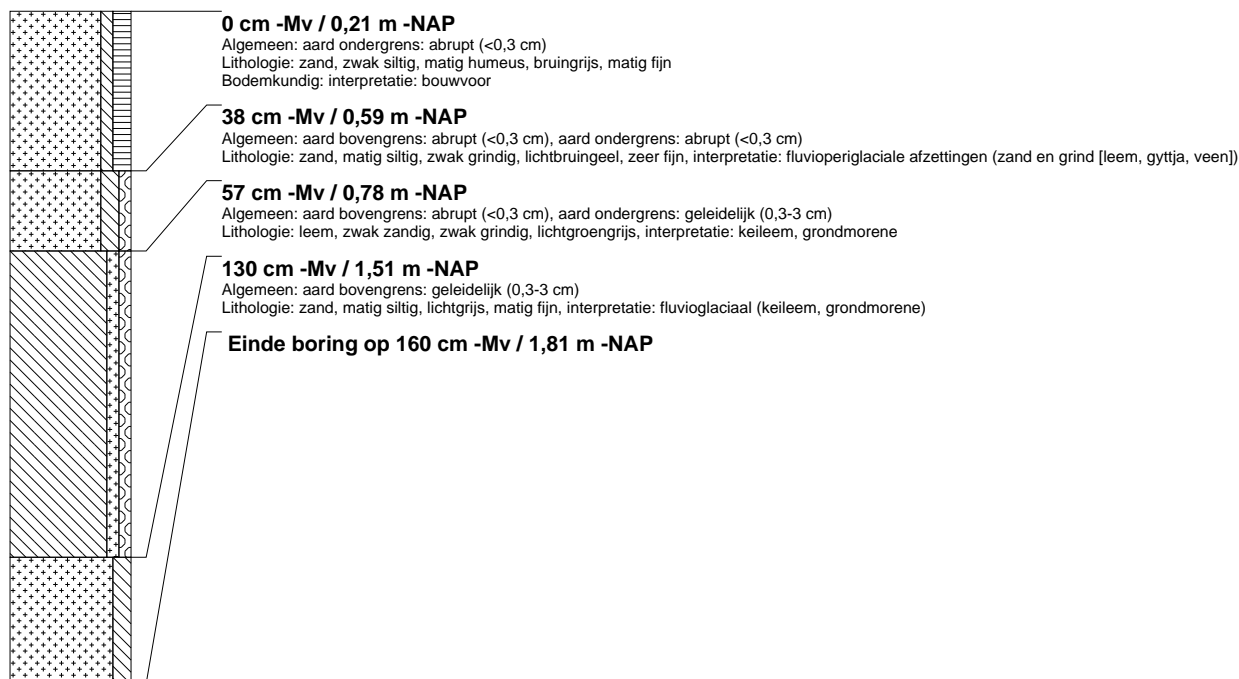 0 cm -Mv / 0,21 m -NAP
Algemeen: aard ondergrens: abrupt (<0,3 cm)
Lithologie: zand, zwak siltig, matig humeus, bruingrijs, matig fijn
Bodemkundig: interpretatie: bouwvoor
38 cm -Mv / 0,59 m -NAP
Algemeen: aard bovengrens: abrupt (<0,3 cm), aard ondergrens: abrupt (<0,3 cm)
Lithologie: zand, matig siltig, zwak grindig, lichtbruingeel, zeer fijn, interpretatie: fluvioperiglaciale afzettingen (zand en grind [leem, gyttja, veen])
57 cm -Mv / 0,78 m -NAP
Algemeen: aard bovengrens: abrupt (<0,3 cm), aard ondergrens: geleidelijk (0,3-3 cm)
Lithologie: leem, zwak zandig, zwak grindig, lichtgroengrijs, interpretatie: keileem, grondmorene
130 cm -Mv / 1,51 m -NAP
Algemeen: aard bovengrens: geleidelijk (0,3-3 cm)
Lithologie: zand, matig siltig, lichtgrijs, matig fijn, interpretatie: fluvioglaciaal (keileem, grondmorene)
Einde boring op 160 cm -Mv / 1,81 m -NAP